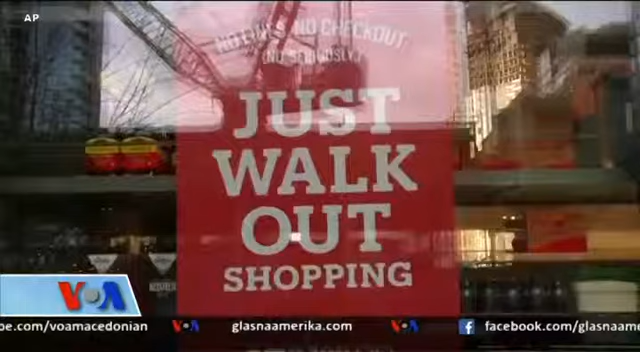 AP
NO LINES. NO CHECKOUT.
(NO SERIOUSLY.)
JUST
WALK
OUT
SHOPPING
VOA
be.com/voamacedonian VOA glasnaamerika.com VOA facebook.com/glasnaame